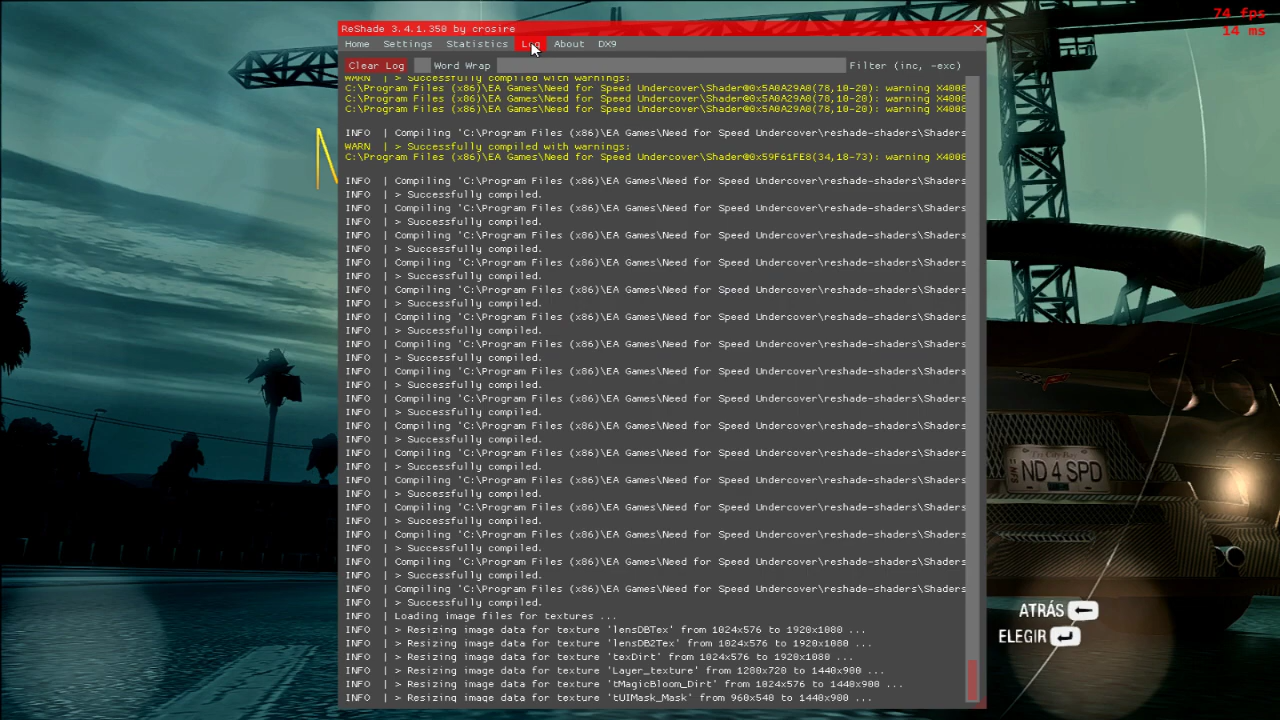 74 fps
14 ms
ReShade 3.4.1.350 by crosire
Home Settings Statistics Log About DX9
Clear Log Word Wrap Filter (inc, -exc)
WARN | > Successfully compiled with warnings:
C:\Program Files (x86)\EA Games\Need for Speed Undercover\Shader@0x5A0A29A0(78,10-20): warning X4008
C:\Program Files (x86)\EA Games\Need for Speed Undercover\Shader@0x5A0A29A0(78,10-20): warning X4008
C:\Program Files (x86)\EA Games\Need for Speed Undercover\Shader@0x5A0A29A0(78,10-20): warning X4008
INFO | Compiling 'C:\Program Files (x86)\EA Games\Need for Speed Undercover\reshade-shaders\Shaders
WARN | > Successfully compiled with warnings:
C:\Program Files (x86)\EA Games\Need for Speed Undercover\Shader@0x59F61FE8(34,18-73): warning X4008
INFO | Compiling 'C:\Program Files (x86)\EA Games\Need for Speed Undercover\reshade-shaders\Shaders
INFO | > Successfully compiled.
INFO | Compiling 'C:\Program Files (x86)\EA Games\Need for Speed Undercover\reshade-shaders\Shaders
INFO | > Successfully compiled.
INFO | Compiling 'C:\Program Files (x86)\EA Games\Need for Speed Undercover\reshade-shaders\Shaders
INFO | > Successfully compiled.
INFO | Compiling 'C:\Program Files (x86)\EA Games\Need for Speed Undercover\reshade-shaders\Shaders
INFO | > Successfully compiled.
INFO | Compiling 'C:\Program Files (x86)\EA Games\Need for Speed Undercover\reshade-shaders\Shaders
INFO | > Successfully compiled.
INFO | Compiling 'C:\Program Files (x86)\EA Games\Need for Speed Undercover\reshade-shaders\Shaders
INFO | > Successfully compiled.
INFO | Compiling 'C:\Program Files (x86)\EA Games\Need for Speed Undercover\reshade-shaders\Shaders
INFO | > Successfully compiled.
INFO | Compiling 'C:\Program Files (x86)\EA Games\Need for Speed Undercover\reshade-shaders\Shaders
INFO | > Successfully compiled.
INFO | Compiling 'C:\Program Files (x86)\EA Games\Need for Speed Undercover\reshade-shaders\Shaders
INFO | > Successfully compiled.
INFO | Compiling 'C:\Program Files (x86)\EA Games\Need for Speed Undercover\reshade-shaders\Shaders
INFO | > Successfully compiled.
INFO | Compiling 'C:\Program Files (x86)\EA Games\Need for Speed Undercover\reshade-shaders\Shaders
INFO | > Successfully compiled.
INFO | Compiling 'C:\Program Files (x86)\EA Games\Need for Speed Undercover\reshade-shaders\Shaders
INFO | > Successfully compiled.
INFO | Compiling 'C:\Program Files (x86)\EA Games\Need for Speed Undercover\reshade-shaders\Shaders
INFO | > Successfully compiled.
INFO | Compiling 'C:\Program Files (x86)\EA Games\Need for Speed Undercover\reshade-shaders\Shaders
INFO | > Successfully compiled.
INFO | Compiling 'C:\Program Files (x86)\EA Games\Need for Speed Undercover\reshade-shaders\Shaders
INFO | > Successfully compiled.
INFO | Compiling 'C:\Program Files (x86)\EA Games\Need for Speed Undercover\reshade-shaders\Shaders
INFO | > Successfully compiled.
INFO | Loading image files for textures ...
INFO | > Resizing image data for texture 'lensDBTex' from 1024x576 to 1920x1080 ...
INFO | > Resizing image data for texture 'lensDB2Tex' from 1024x576 to 1920x1080 ...
INFO | > Resizing image data for texture 'texDirt' from 1024x576 to 1920x1080 ...
INFO | > Resizing image data for texture 'Layer_texture' from 1280x720 to 1440x900 ...
INFO | > Resizing image data for texture 'tMagicBloom_Dirt' from 1024x576 to 1440x900 ...
INFO | > Resizing image data for texture 'tUIMask_Mask' from 960x540 to 1440x900 ...
ND 4 SPD
ATRÁS
ELEGIR